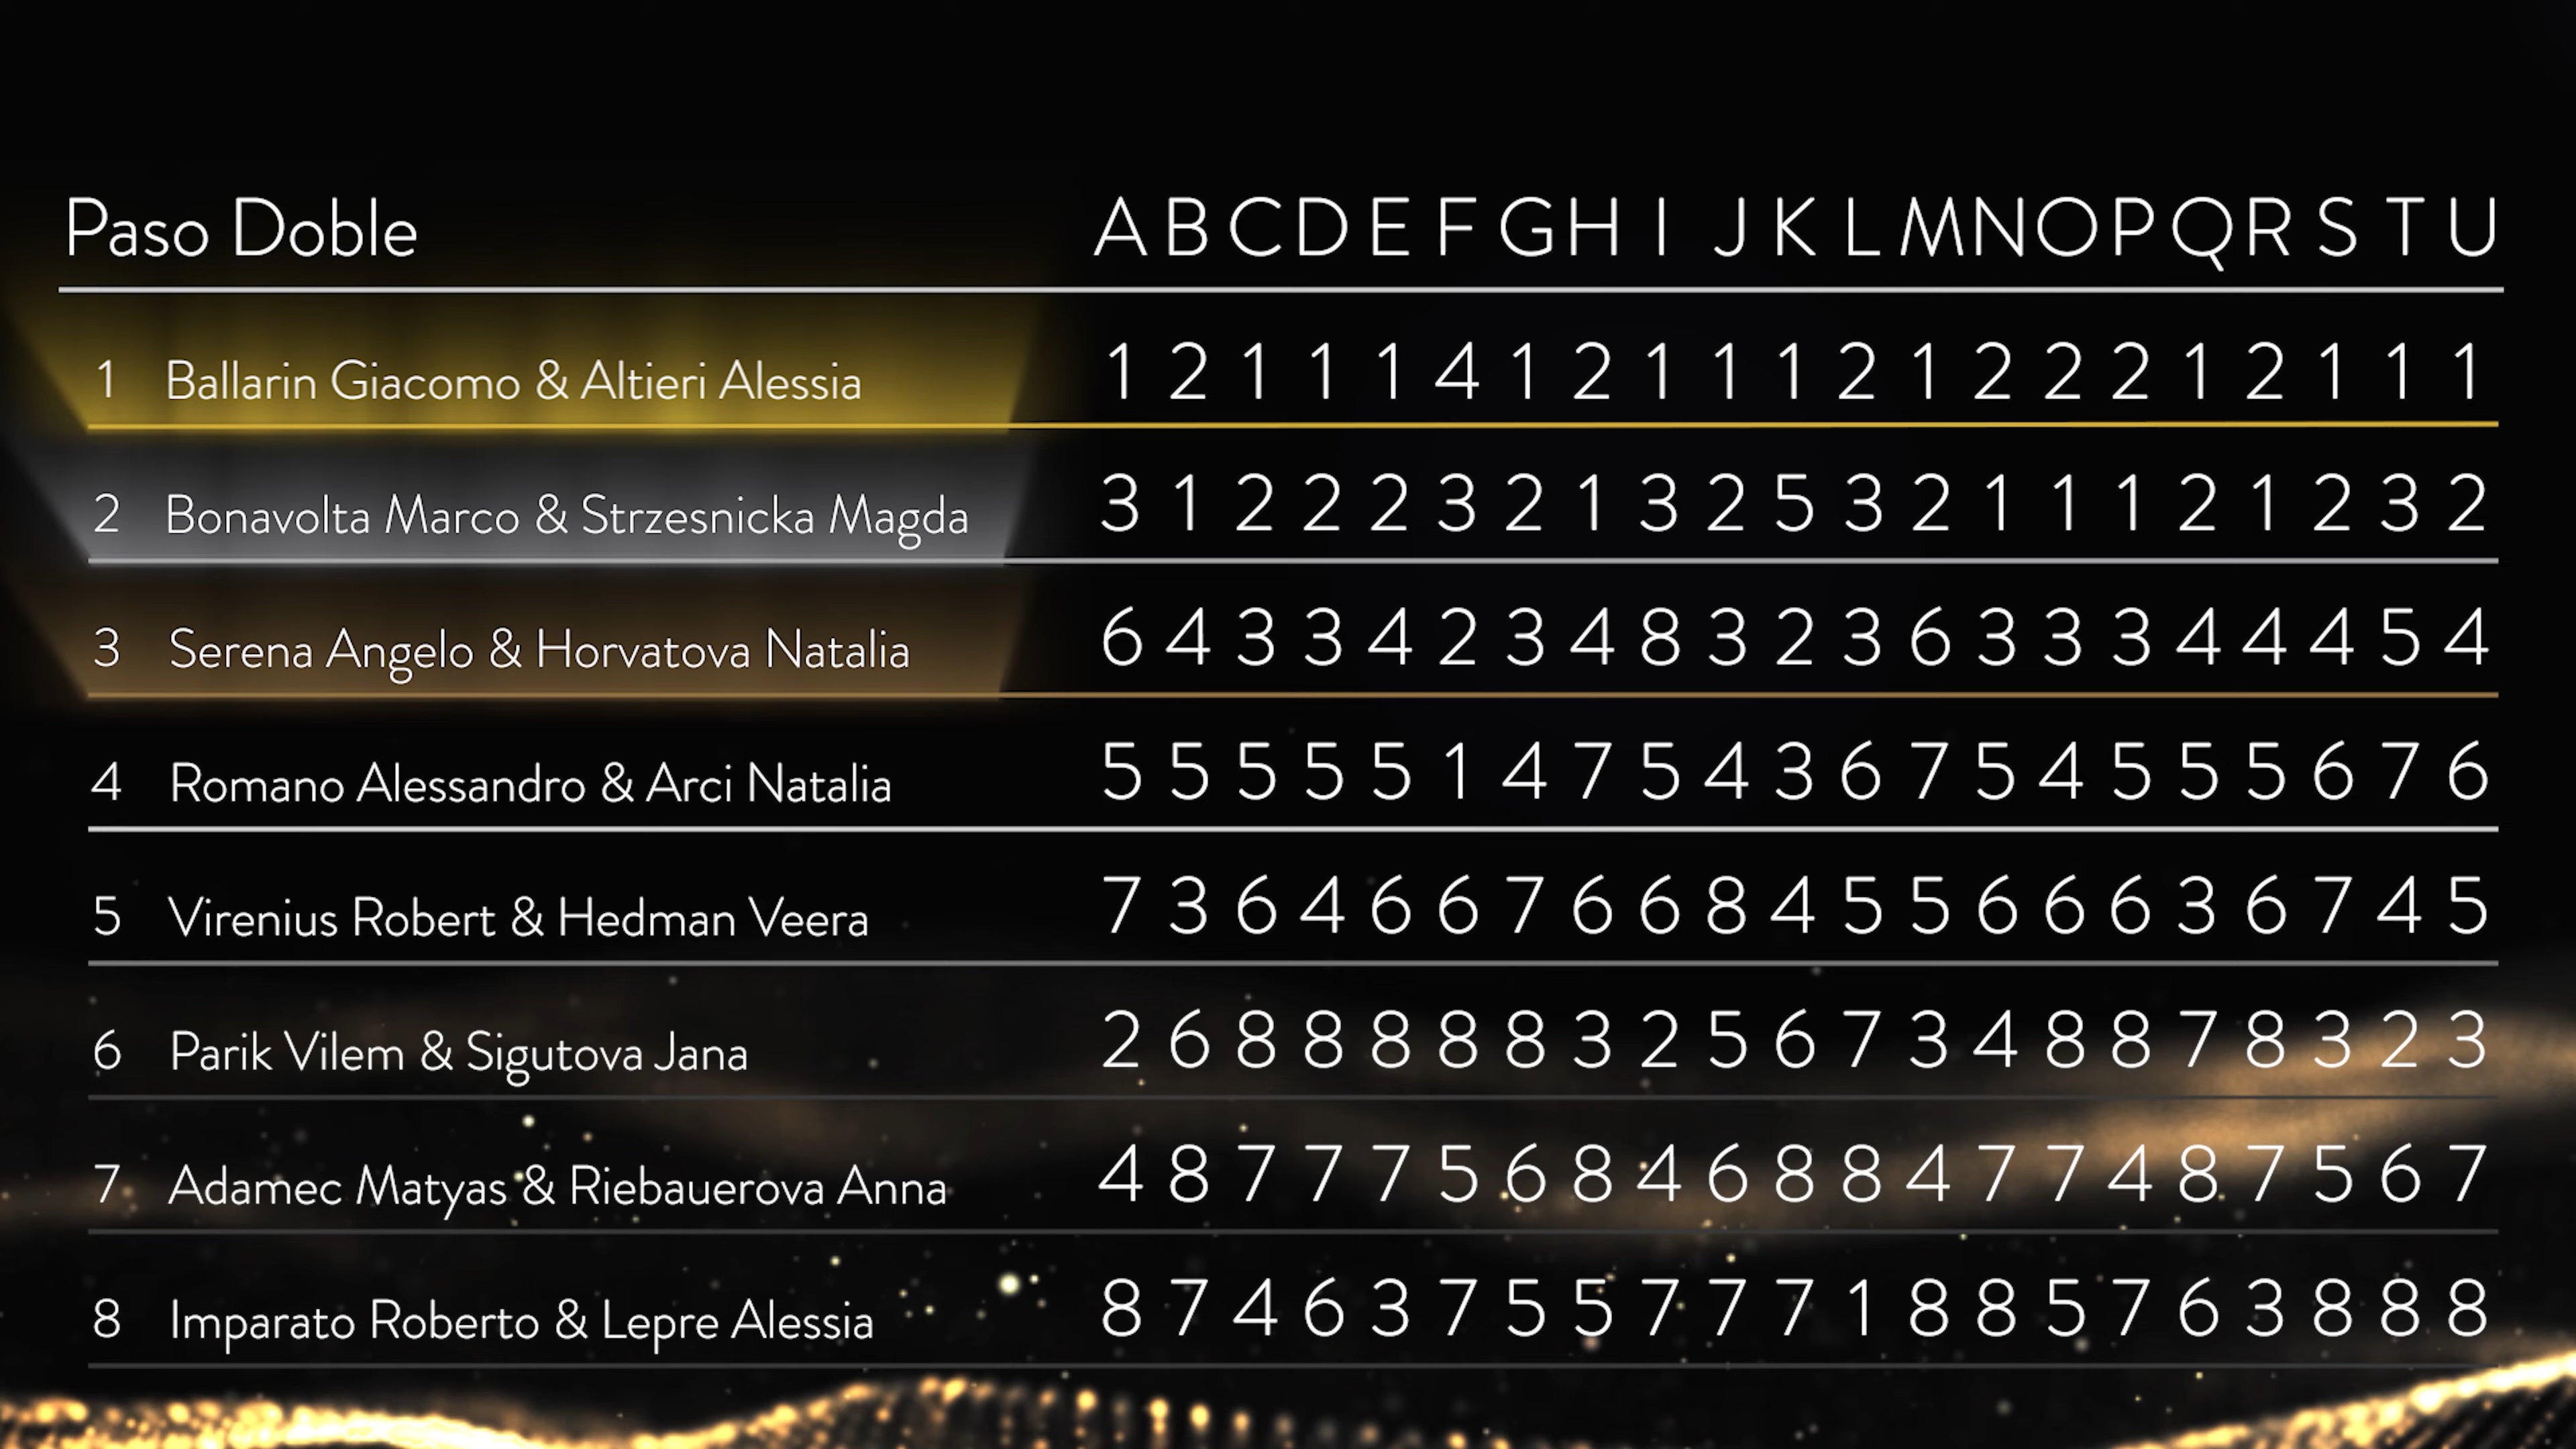 Paso Doble A B C D E F G H I J K L M N O P Q R S T U
1 Ballarin Giacomo & Altieri Alessia 1 2 1 1 1 4 1 2 1 1 1 2 1 2 2 2 1 2 1 1 1
2 Bonavolta Marco & Strzesnicka Magda 3 1 2 2 2 3 2 1 3 2 5 3 2 1 1 1 2 1 2 3 2
3 Serena Angelo & Horvatova Natalia 6 4 3 3 4 2 3 4 8 3 2 3 6 3 3 3 4 4 4 5 4
4 Romano Alessandro & Arci Natalia 5 5 5 5 5 1 4 7 5 4 3 6 7 5 4 5 5 5 6 7 6
5 Virenius Robert & Hedman Veera 7 3 6 4 6 6 7 6 6 8 4 5 5 6 6 6 3 6 7 4 5
6 Parik Vilem & Sigutova Jana 2 6 8 8 8 8 8 3 2 5 6 7 3 4 8 8 7 8 3 2 3
7 Adamec Matyas & Riebauerova Anna 4 8 7 7 7 5 6 8 4 6 8 8 4 7 7 4 8 7 5 6 7
8 Imparato Roberto & Lepre Alessia 8 7 4 6 3 7 5 5 7 7 7 1 8 8 5 7 6 3 8 8 8